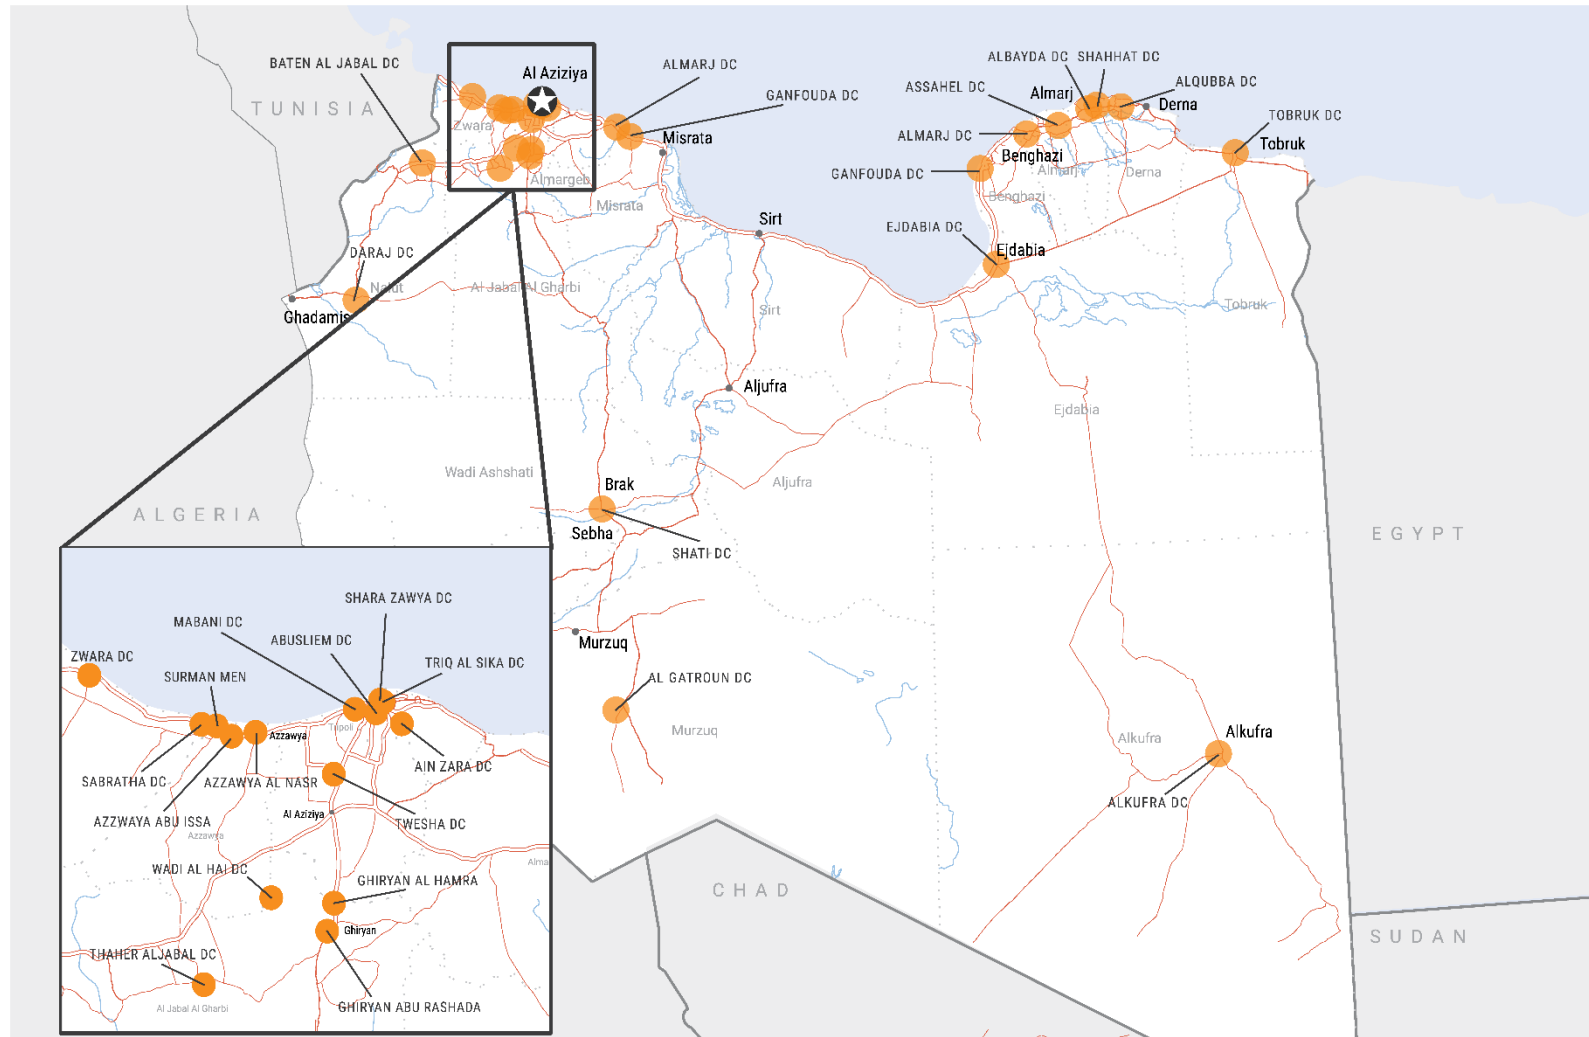 BATEN AL JABAL DC
TUNISIA
Al Aziziya
ALMARJ DC
GANFOUDA DC
Zwara
Misrata
Almargeb
Misrata
ALBAYDA DC
SHAHHAT DC
ASSAHEL DC
Almarj
ALQUBBA DC
Derna
TOBRUK DC
ALMARJ DC
Tobruk
Benghazi
GANFOUDA DC
Almarj
Derna
Benghazi
Sirt
EJDABIA DC
Ejdabia
DARAJ DC
Nalut
Al Jabal Al Gharbi
Ghadamis
Sirt
Tobruk
Aljufra
Ejdabia
Wadi Ashshati
Brak
Aljufra
ALGERIA
Sebha
EGYPT
SHATI DC
Murzuq
AL GATROUN DC
Murzuq
Alkufra
Alkufra
ALKUFRA DC
CHAD
SUDAN
SHARA ZAWYA DC
MABANI DC
ABUSLIEM DC
ZWARA DC
TRIQ AL SIKA DC
SURMAN MEN
Tripoli
Azzawya
SABRATHA DC
AZZAWYA AL NASR
AIN ZARA DC
AZZWAYA ABU ISSA
Al Aziziya
TWESHA DC
Azzawya
Alma
WADI AL HAI DC
GHIRYAN AL HAMRA
Ghiryan
THAHER ALJABAL DC
Al Jabal Al Gharbi
GHIRYAN ABU RASHADA